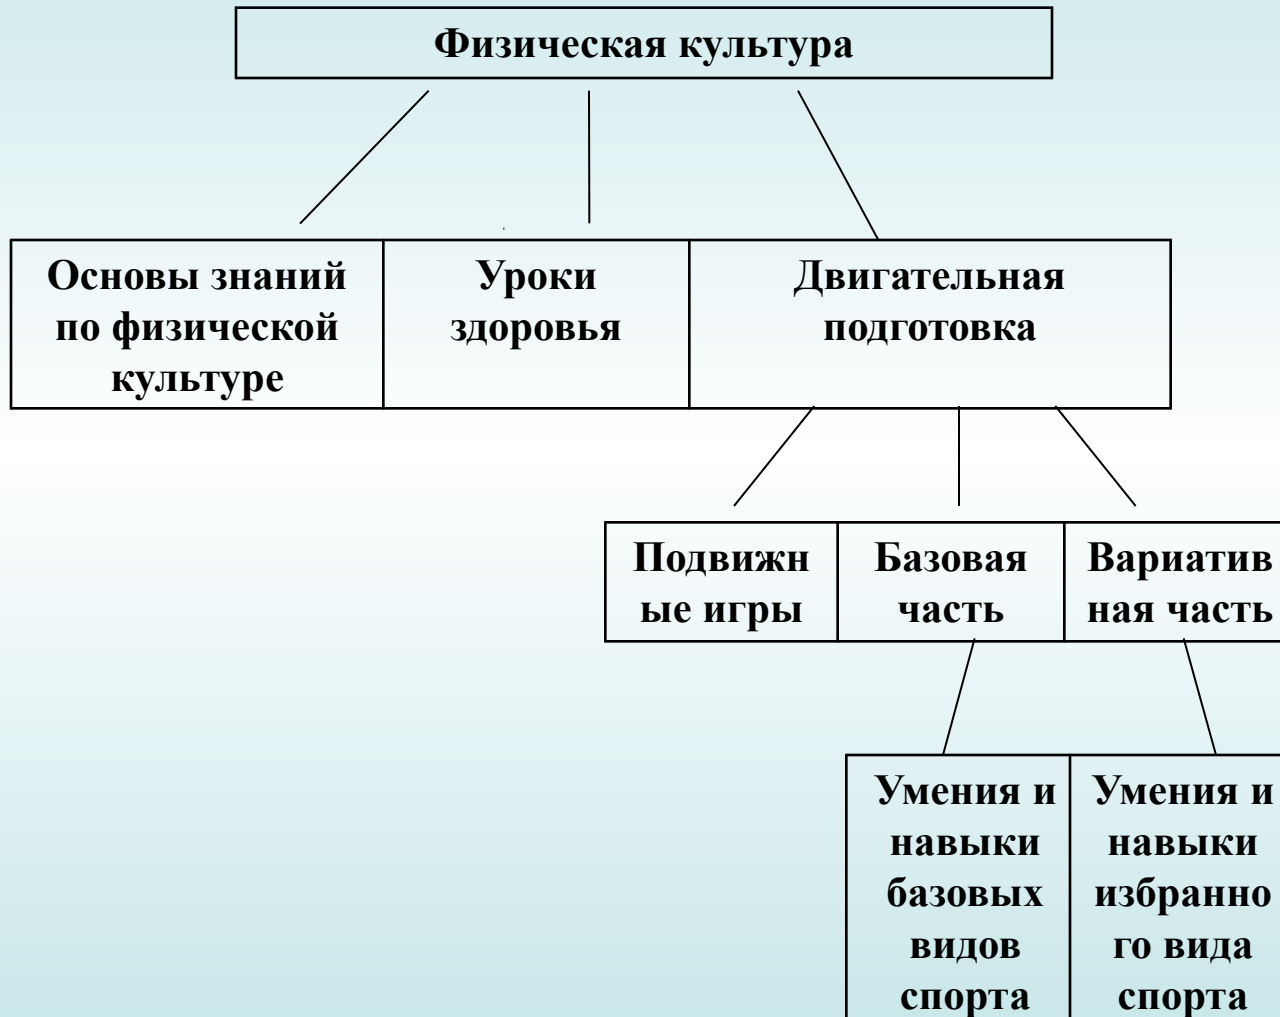 Физическая культура
Основы знаний
по физической
культуре
Уроки
здоровья
Двигательная
подготовка
Подвижн
ые игры
Базовая
часть
Вариатив
ная часть
Умения и
навыки
базовых
видов
спорта
Умения и
навыки
избранно
го вида
спорта